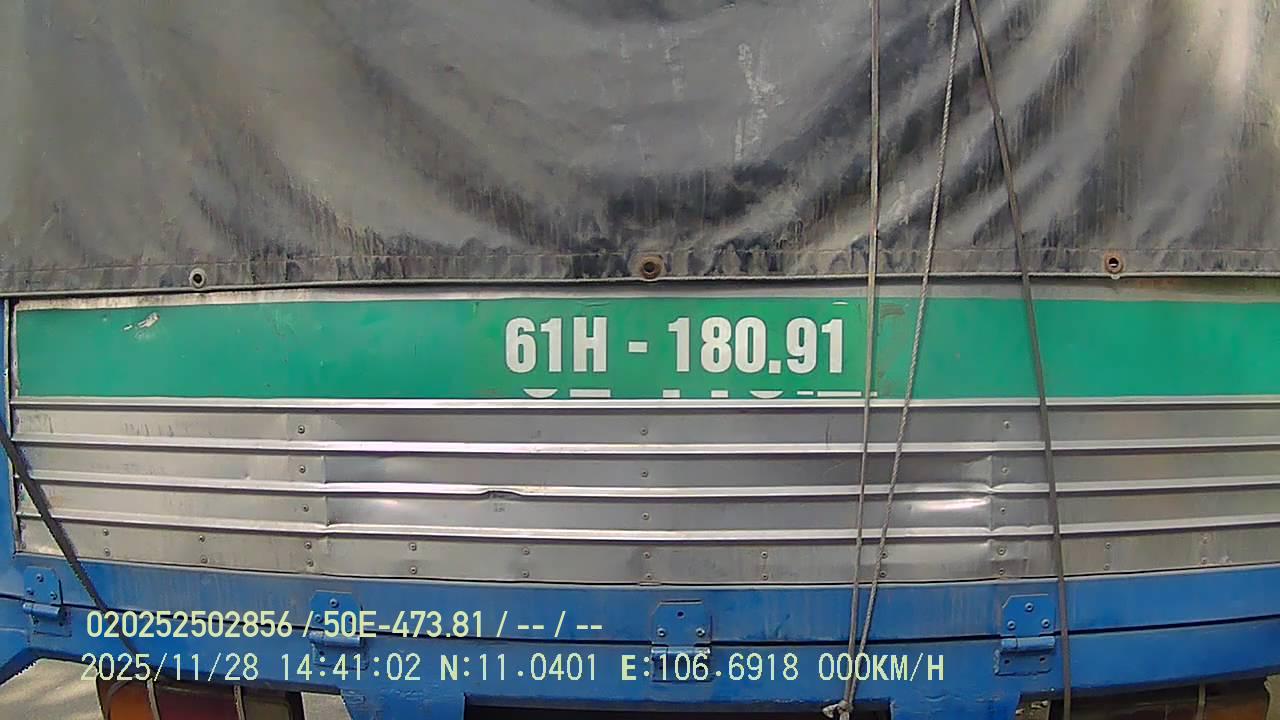 61H - 180.91
020252502856 / 50E-473.81 / -- / --
2025/11/28 14:41:02 N:11.0401 E:106.6918 000KM/H